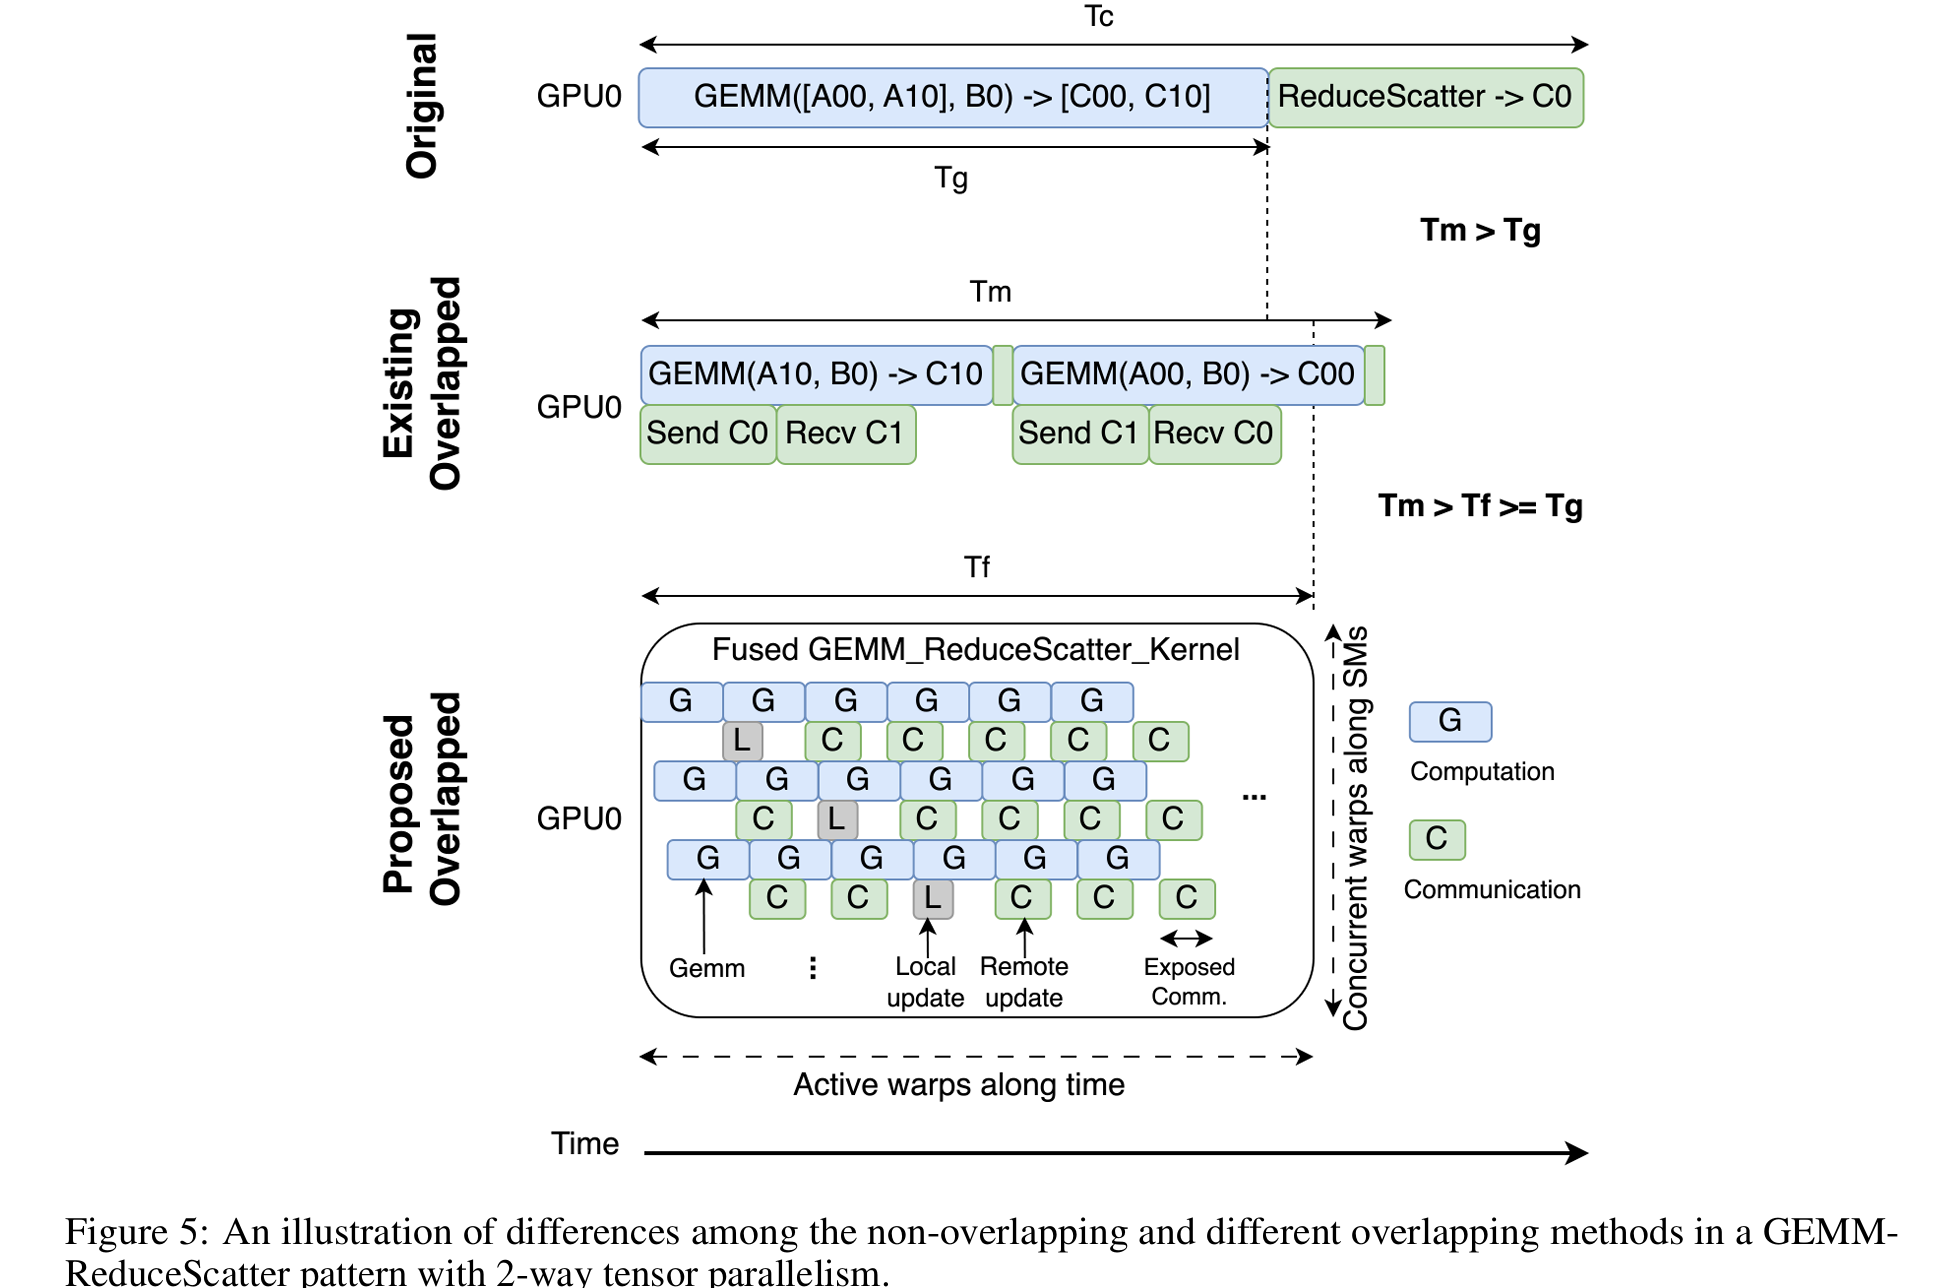 Tc
Original
GPU0
GEMM([A00, A10], B0) -> [C00, C10]
ReduceScatter -> C0
Tg
Tm > Tg
Tm
Existing
Overlapped
GPU0
GEMM(A10, B0) -> C10
GEMM(A00, B0) -> C00
Send C0
Recv C1
Send C1
Recv C0
Tm > Tf >= Tg
Tf
Proposed
Overlapped
GPU0
Fused GEMM_ReduceScatter_Kernel
G G G G G G
L C C C C C
G G G G G G
...
C L C C C C
G G G G G G
C C L C C C
Gemm
...
Local
update
Remote
update
Exposed
Comm.
Concurrent warps along SMs
G
Computation
C
Communication
Active warps along time
Time
Figure 5: An illustration of differences among the non-overlapping and different overlapping methods in a GEMM-
ReduceScatter pattern with 2-way tensor parallelism.